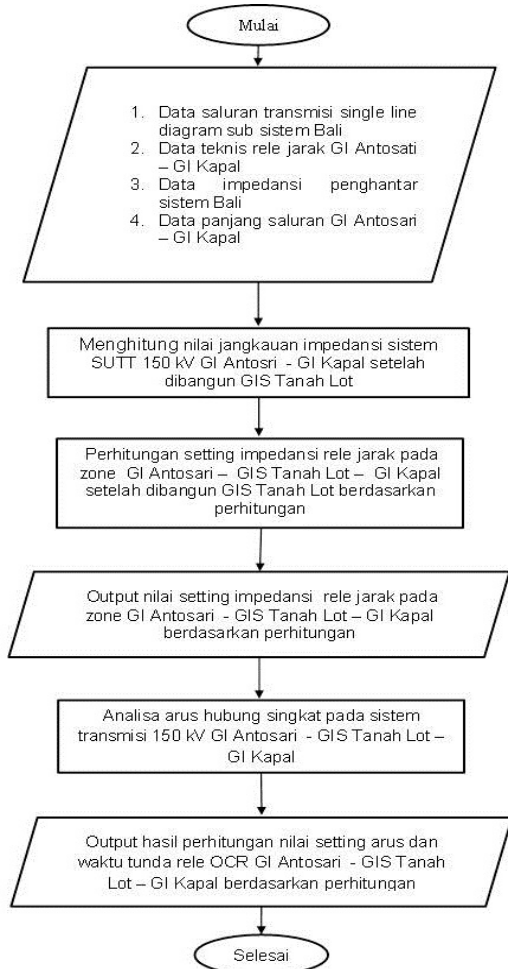 Mulai
1. Data saluran transmisi single line
diagram sub sistem Bali
2. Data teknis rele jarak GI Antosati
– GI Kapal
3. Data impedansi penghantar
sistem Bali
4. Data panjang saluran GI Antosari
– GI Kapal
Menghitung nilai jangkauan impedansi sistem
SUTT 150 kV GI Antosri - GI Kapal setelah
dibangun GIS Tanah Lot
Perhitungan setting impedansi rele jarak pada
zone GI Antosari – GIS Tanah Lot – GI Kapal
setelah dibangun GIS Tanah Lot berdasarkan
perhitungan
Output nilai setting impedansi rele jarak pada
zone GI Antosari - GIS Tanah Lot – GI Kapal
berdasarkan perhitungan
Analisa arus hubung singkat pada sistem
transmisi 150 kV GI Antosari - GIS Tanah Lot –
GI Kapal
Output hasil perhitungan nilai setting arus dan
waktu tunda rele OCR GI Antosari - GIS Tanah
Lot – GI Kapal berdasarkan perhitungan
Selesai